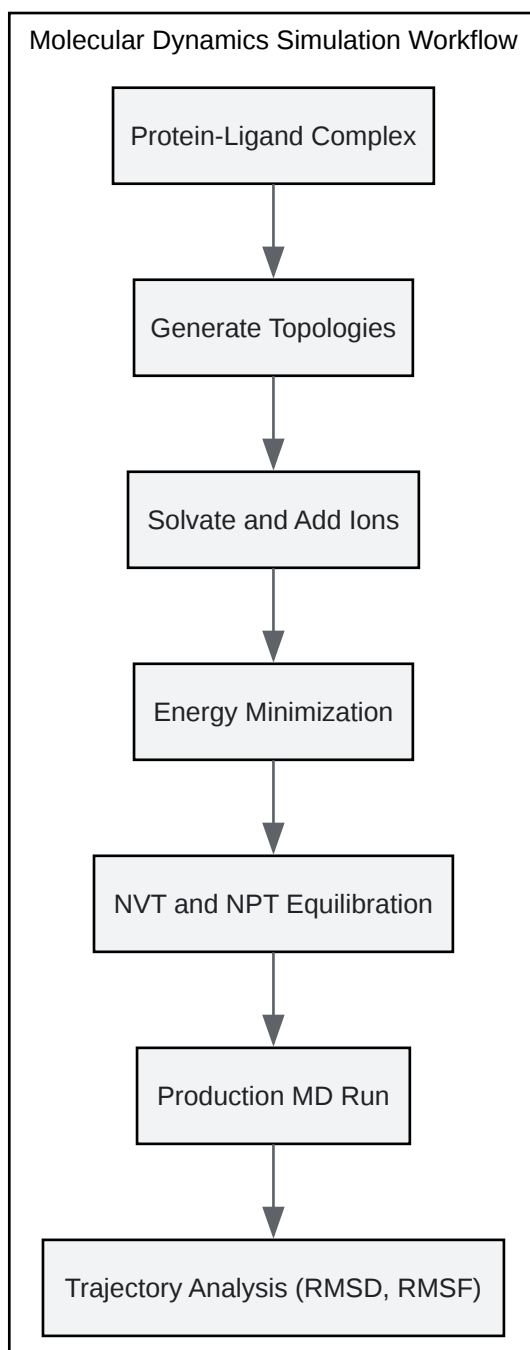 Molecular Dynamics Simulation Workflow
Protein-Ligand Complex
Generate Topologies
Solvate and Add Ions
Energy Minimization
NVT and NPT Equilibration
Production MD Run
Trajectory Analysis (RMSD, RMSF)